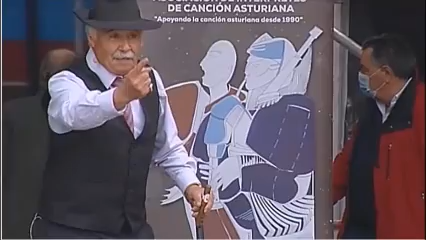 DE CANCIÓN ASTURIANA
"Apoyando la canción asturiana desde 1990".